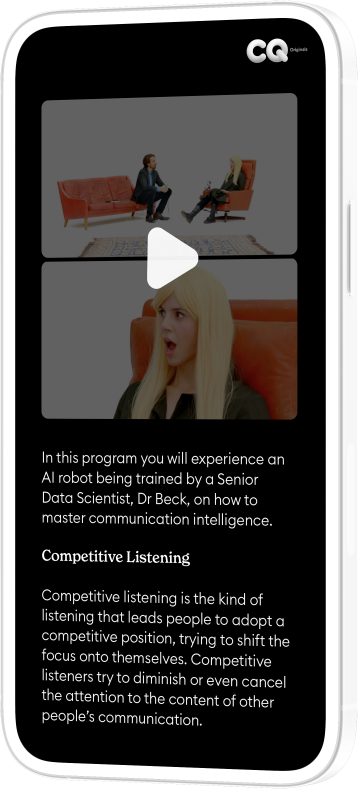 CQ Originals
In this program you will experience an
AI robot being trained by a Senior
Data Scientist, Dr Beck, on how to
master communication intelligence.
Competitive Listening
Competitive listening is the kind of
listening that leads people to adopt a
competitive position, trying to shift the
focus onto themselves. Competitive
listeners try to diminish or even cancel
the attention to the content of other
people’s communication.